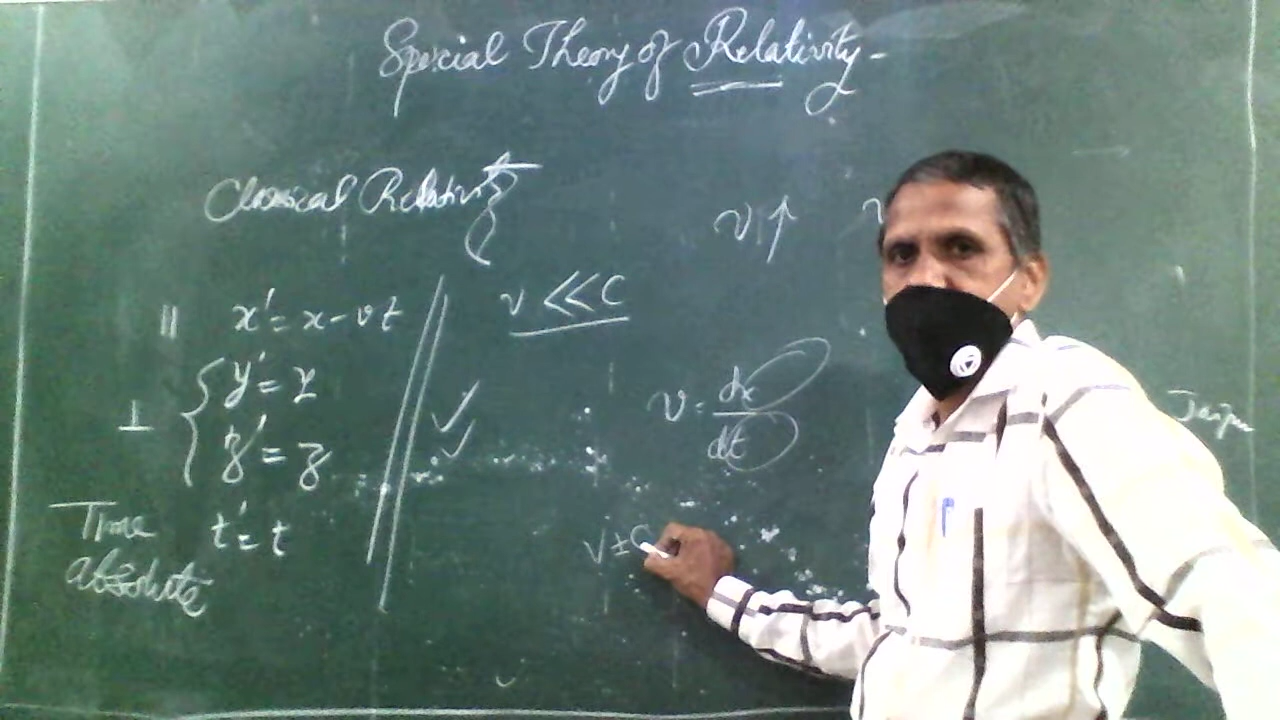 Special Theory of Relativity -
Classical Relativity
v ↑
v << C
|| x' = x - vt
⊥ { y' = y
z' = z
v = dx/dt
Time t' = t
absolute
v ± C